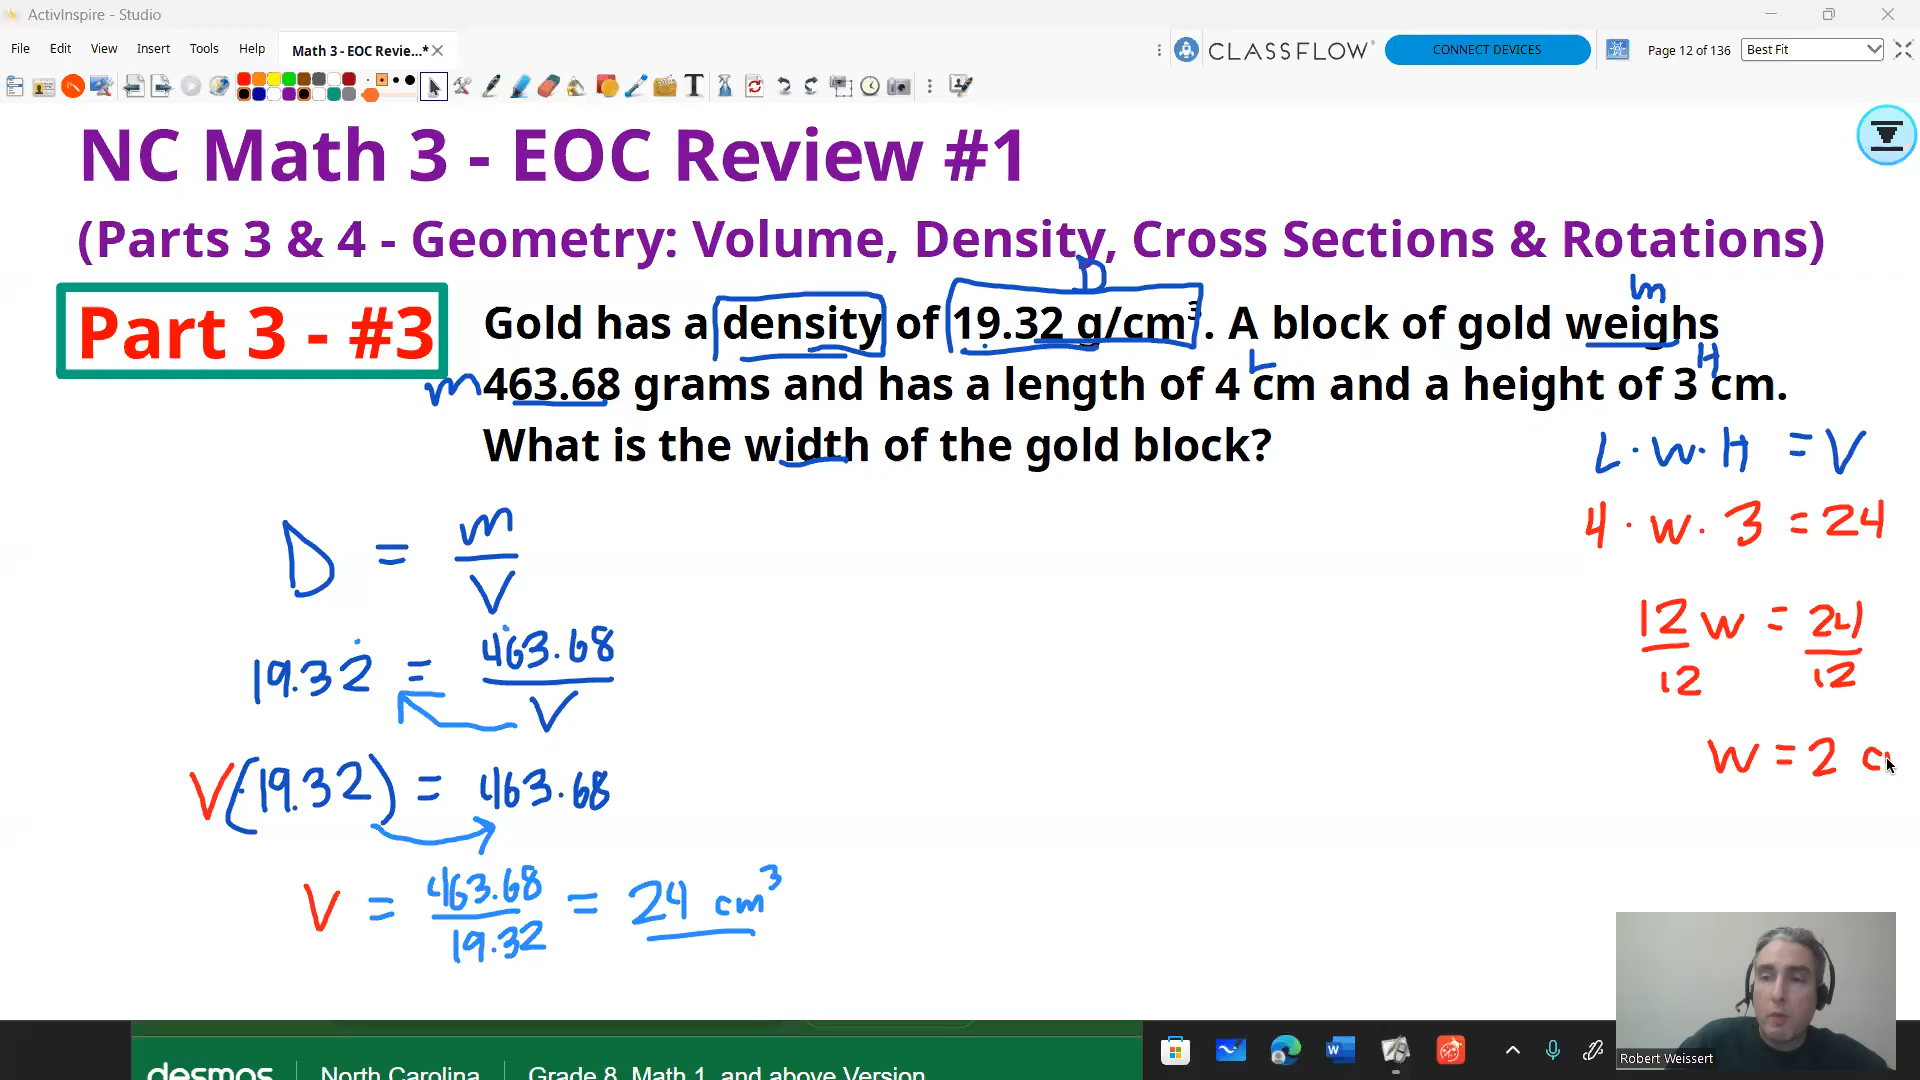 ActivInspire - Studio
File Edit View Insert Tools Help Math 3 - EOC Revie...*
CLASSFLOW CONNECT DEVICES Page 12 of 136 Best Fit
NC Math 3 - EOC Review #1
(Parts 3 & 4 - Geometry: Volume, Density, Cross Sections & Rotations)
D
m
Part 3 - #3
Gold has a density of 19.32 g/cm³. A block of gold weighs
L H
m 463.68 grams and has a length of 4 cm and a height of 3 cm.
What is the width of the gold block?
L · W · H = V
4 · W · 3 = 24
12 W = 24
12 12
W = 2 c
D = m
V
19.32 = 463.68
V
V(19.32) = 463.68
V = 463.68 = 24 cm³
19.32
Robert Weissert
desmos North Carolina Grade 8, Math 1, and above Version